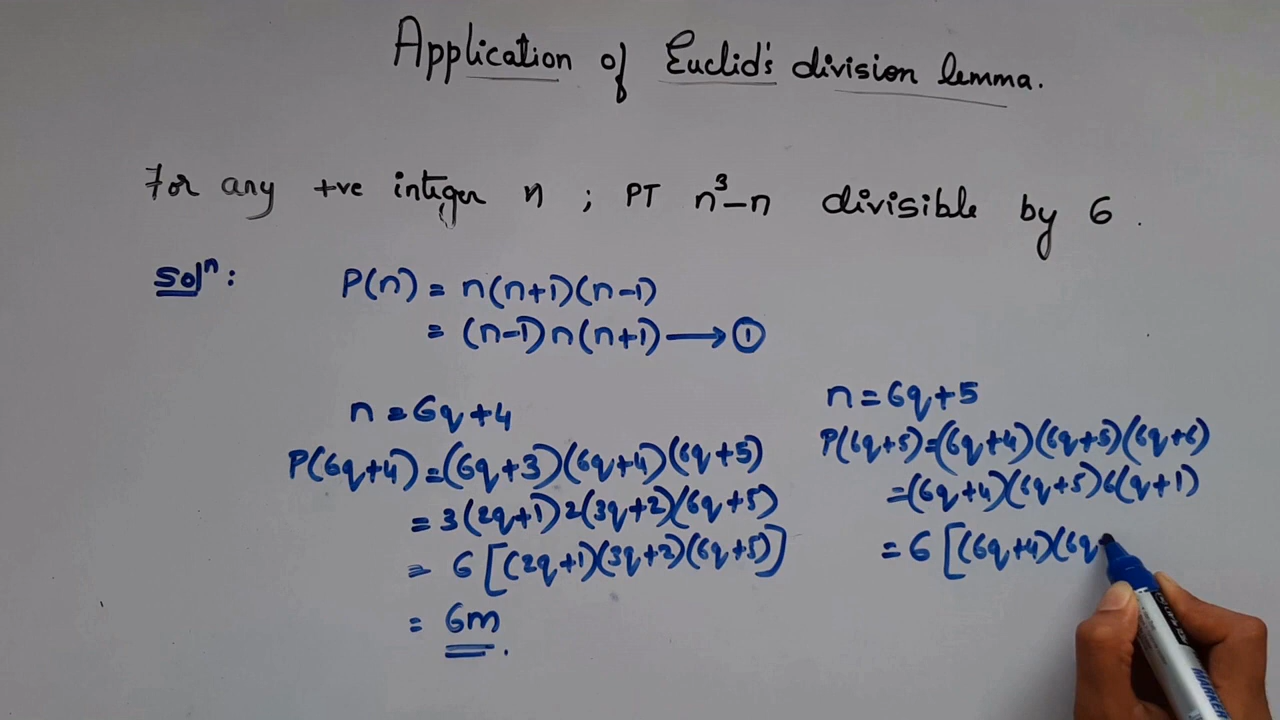 Application of Euclid's division lemma.
For any +ve integer n ; PT n³-n divisible by 6 .
Solⁿ :
P(n) = n(n+1)(n-1)
= (n-1)n(n+1) ⟶ ①
n = 6q+4
P(6q+4) = (6q+3)(6q+4)(6q+5)
= 3(2q+1)2(3q+2)(6q+5)
= 6[(2q+1)(3q+2)(6q+5)]
= 6m.
n = 6q+5
P(6q+5) = (6q+4)(6q+5)(6q+6)
= (6q+4)(6q+5)6(q+1)
= 6[(6q+4)(6q